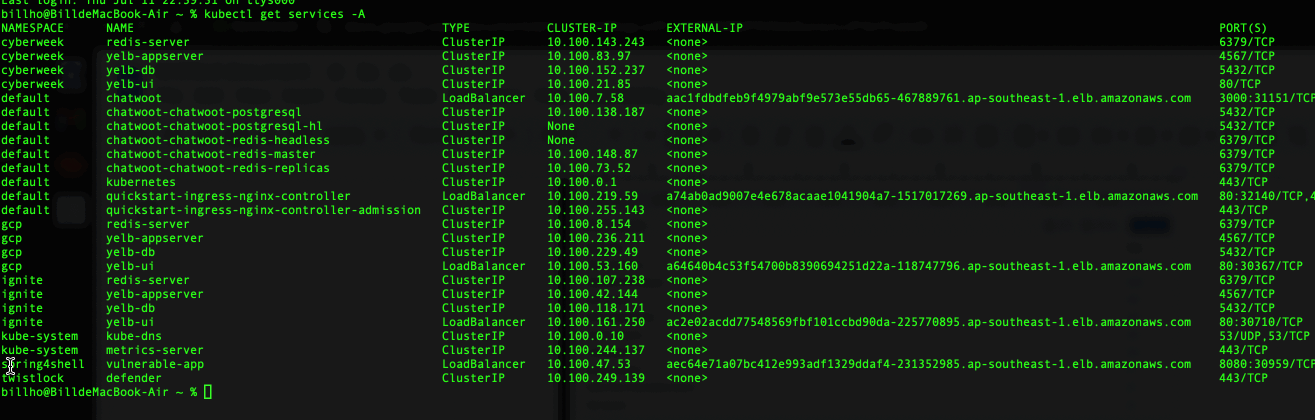 billho@BilldeMacBook-Air ~ % kubectl get services -A
NAMESPACE NAME TYPE CLUSTER-IP EXTERNAL-IP PORT(S)
cyberweek redis-server ClusterIP 10.100.143.243 <none> 6379/TCP
cyberweek yelb-appserver ClusterIP 10.100.83.97 <none> 4567/TCP
cyberweek yelb-db ClusterIP 10.100.152.237 <none> 5432/TCP
cyberweek yelb-ui ClusterIP 10.100.21.85 <none> 80/TCP
default chatwoot LoadBalancer 10.100.7.58 aac1fdbdfeb9f4979abf9e573e55db65-467889761.ap-southeast-1.elb.amazonaws.com 3000:31151/TCP
default chatwoot-chatwoot-postgresql ClusterIP 10.100.138.187 <none> 5432/TCP
default chatwoot-chatwoot-postgresql-hl ClusterIP None <none> 5432/TCP
default chatwoot-chatwoot-redis-headless ClusterIP None <none> 6379/TCP
default chatwoot-chatwoot-redis-master ClusterIP 10.100.148.87 <none> 6379/TCP
default chatwoot-chatwoot-redis-replicas ClusterIP 10.100.73.52 <none> 6379/TCP
default kubernetes ClusterIP 10.100.0.1 <none> 443/TCP
default quickstart-ingress-nginx-controller LoadBalancer 10.100.219.59 a74ab0ad9007e4e678acaae1041904a7-1517017269.ap-southeast-1.elb.amazonaws.com 80:32140/TCP,4
default quickstart-ingress-nginx-controller-admission ClusterIP 10.100.255.143 <none> 443/TCP
gcp redis-server ClusterIP 10.100.8.154 <none> 6379/TCP
gcp yelb-appserver ClusterIP 10.100.236.211 <none> 4567/TCP
gcp yelb-db ClusterIP 10.100.229.49 <none> 5432/TCP
gcp yelb-ui LoadBalancer 10.100.53.160 a64640b4c53f54700b8390694251d22a-118747796.ap-southeast-1.elb.amazonaws.com 80:30367/TCP
ignite redis-server ClusterIP 10.100.107.238 <none> 6379/TCP
ignite yelb-appserver ClusterIP 10.100.42.144 <none> 4567/TCP
ignite yelb-db ClusterIP 10.100.118.171 <none> 5432/TCP
ignite yelb-ui LoadBalancer 10.100.161.250 ac2e02acdd77548569fbf101ccbd90da-225770895.ap-southeast-1.elb.amazonaws.com 80:30710/TCP
kube-system kube-dns ClusterIP 10.100.0.10 <none> 53/UDP,53/TCP
kube-system metrics-server ClusterIP 10.100.244.137 <none> 443/TCP
spring4shell vulnerable-app LoadBalancer 10.100.47.53 aec64e71a07bc412e993adf1329ddaf4-231352985.ap-southeast-1.elb.amazonaws.com 8080:30959/TCP
twistlock defender ClusterIP 10.100.249.139 <none> 443/TCP
billho@BilldeMacBook-Air ~ %